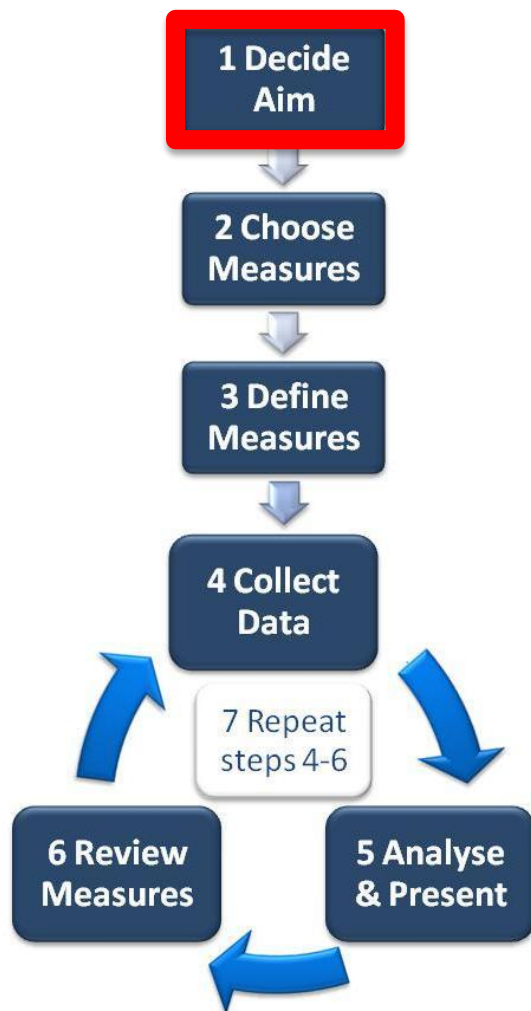 1 Decide
Aim
2 Choose
Measures
3 Define
Measures
4 Collect
Data
7 Repeat
steps 4-6
6 Review
Measures
5 Analyse
& Present